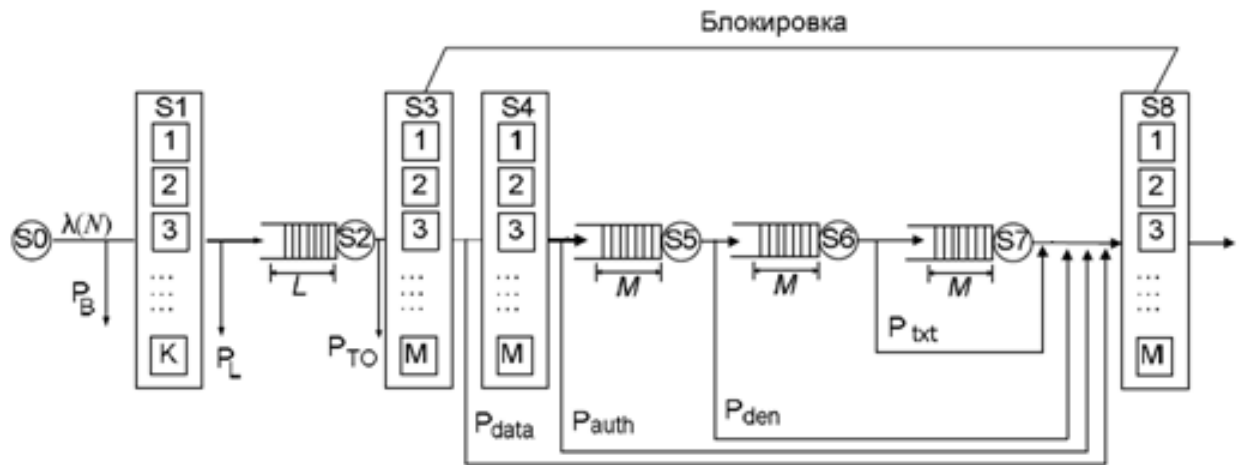 Блокировка
S1
S3
S4
S8
1
1
1
1
2
2
2
2
S0
λ(N)
3
S2
3
3
S5
S6
S7
3
...
...
...
...
...
...
...
...
...
...
...
...
L
M
M
M
P_B
K
P_L
P_TO
M
M
P_txt
M
P_data
P_auth
P_den